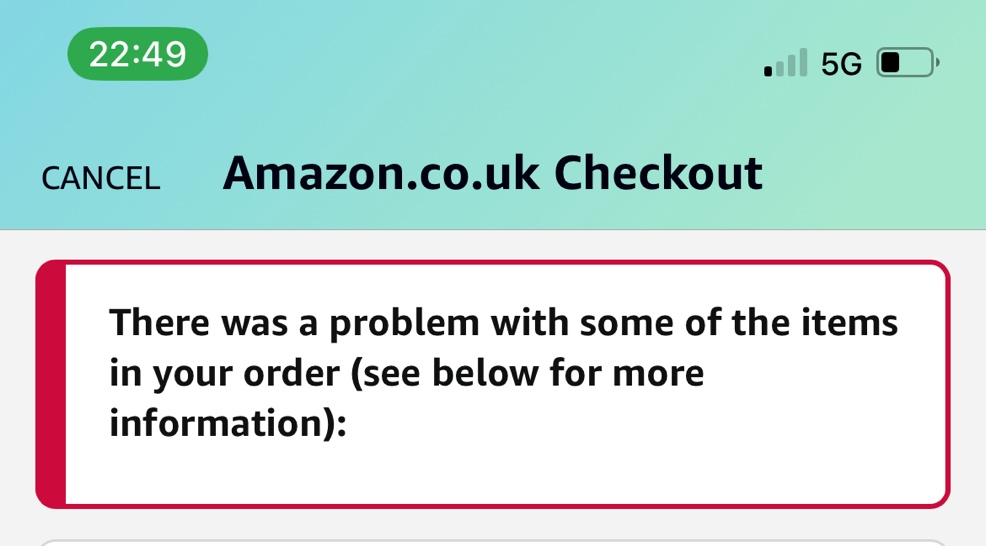 22:49
5G
CANCEL
Amazon.co.uk Checkout
There was a problem with some of the items
in your order (see below for more
information):